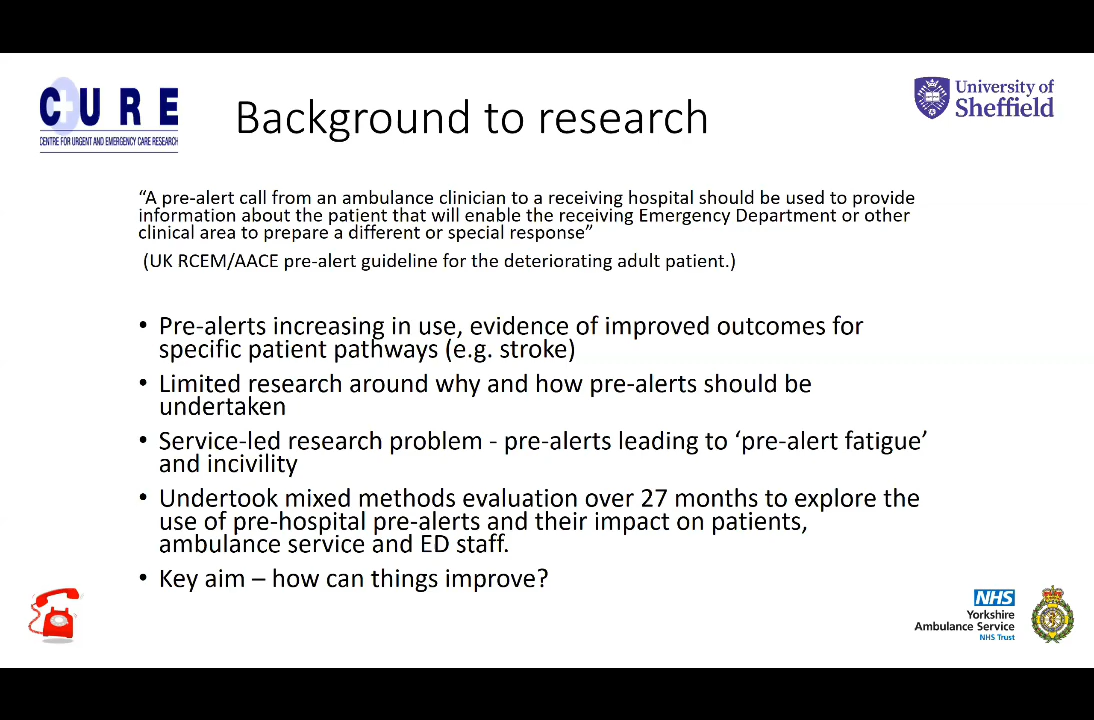 CURE
CENTRE FOR URGENT AND EMERGENCY CARE RESEARCH
Background to research
University of
Sheffield
“A pre-alert call from an ambulance clinician to a receiving hospital should be used to provide
information about the patient that will enable the receiving Emergency Department or other
clinical area to prepare a different or special response”
(UK RCEM/AACE pre-alert guideline for the deteriorating adult patient.)
• Pre-alerts increasing in use, evidence of improved outcomes for
specific patient pathways (e.g. stroke)
• Limited research around why and how pre-alerts should be
undertaken
• Service-led research problem - pre-alerts leading to ‘pre-alert fatigue’
and incivility
• Undertook mixed methods evaluation over 27 months to explore the
use of pre-hospital pre-alerts and their impact on patients,
ambulance service and ED staff.
• Key aim – how can things improve?
NHS
Yorkshire
Ambulance Service
NHS Trust